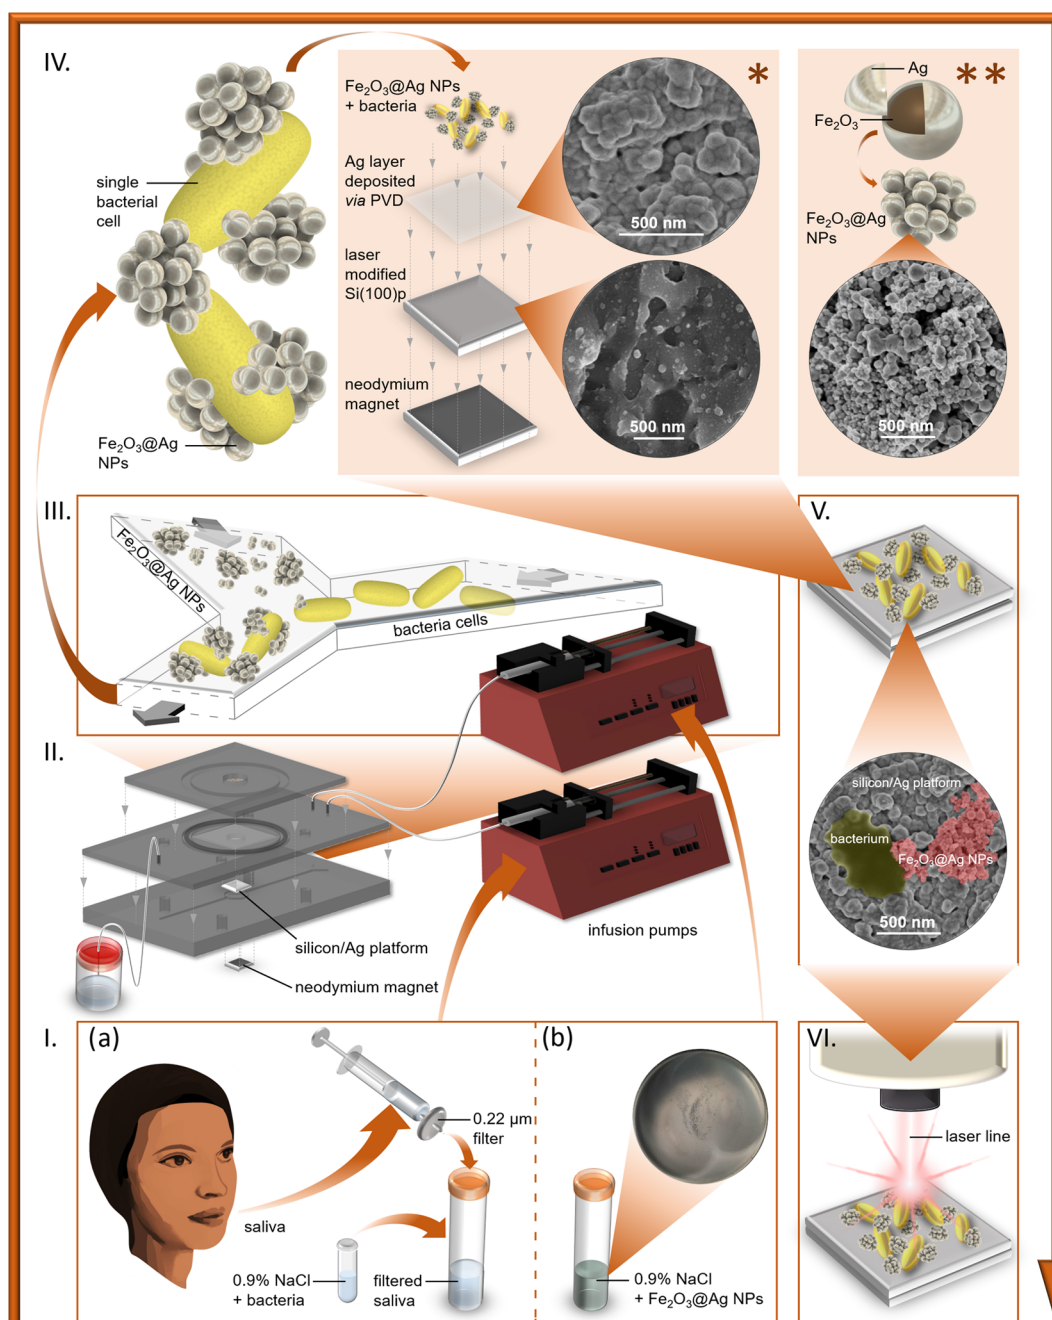 IV.
single
bacterial
cell
Fe₂O₃@Ag
NPs
Fe₂O₃@Ag NPs
+ bacteria
*
Ag layer
deposited
via PVD
500 nm
laser
modified
Si(100)p
500 nm
neodymium
magnet
**
Ag
Fe₂O₃
Fe₂O₃@Ag
NPs
500 nm
III.
Fe₂O₃@Ag NPs
bacteria cells
V.
silicon/Ag platform
bacterium
Fe₂O₃@Ag NPs
500 nm
II.
silicon/Ag platform
neodymium magnet
infusion pumps
I.
(a)
0.22 µm
filter
saliva
0.9% NaCl
+ bacteria
filtered
saliva
(b)
0.9% NaCl
+ Fe₂O₃@Ag NPs
VI.
laser line